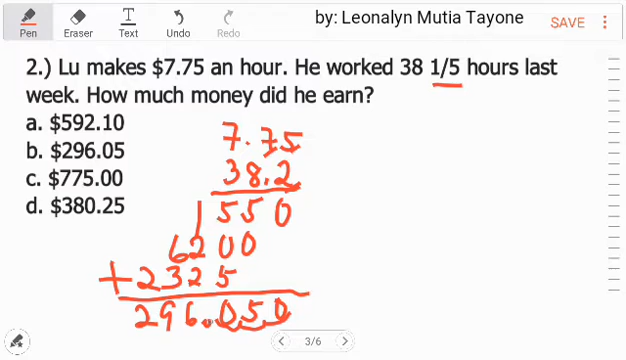 by: Leonalyn Mutia Tayone
SAVE
Pen Eraser Text Undo Redo
2.) Lu makes $7.75 an hour. He worked 38 1/5 hours last
week. How much money did he earn?
a. $592.10
b. $296.05
c. $775.00
d. $380.25
7.75
38.2
1550
6200
+2325
296.050
3/6